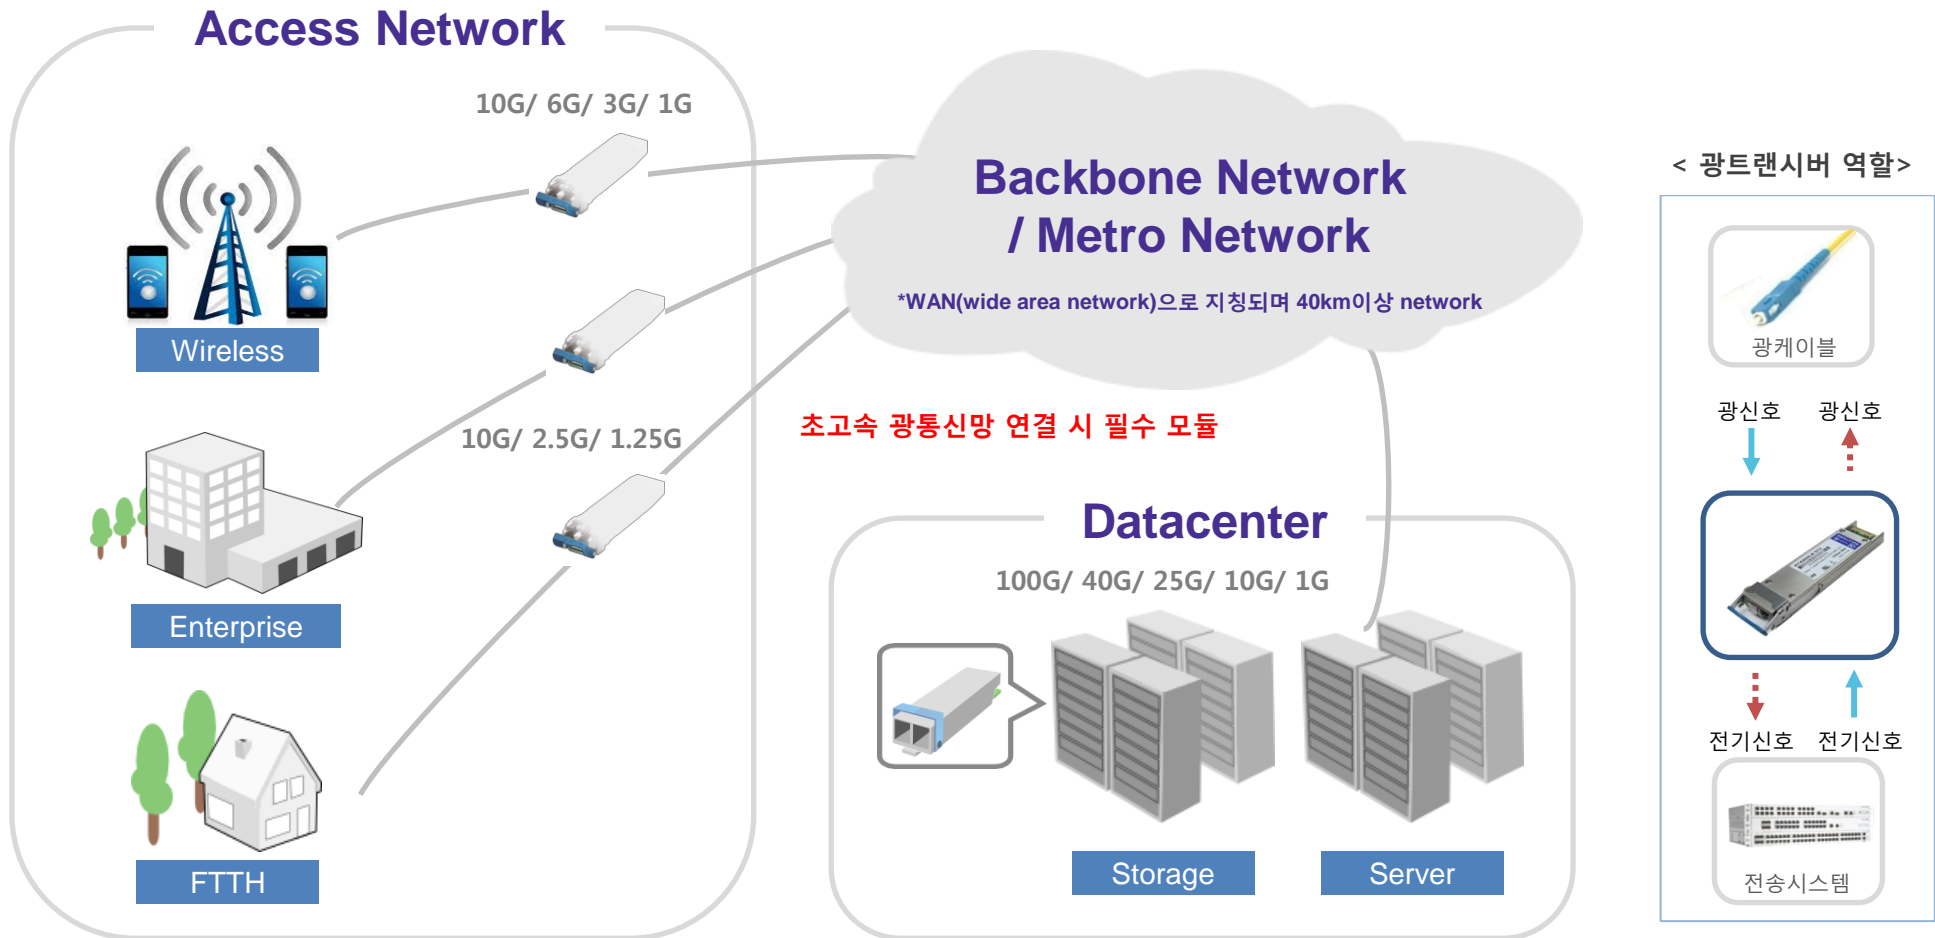 Access Network
10G/ 6G/ 3G/ 1G
Wireless
Enterprise
10G/ 2.5G/ 1.25G
FTTH
Backbone Network
/ Metro Network
*WAN(wide area network)으로 지칭되며 40km이상 network
초고속 광통신망 연결 시 필수 모듈
Datacenter
100G/ 40G/ 25G/ 10G/ 1G
Storage
Server
< 광트랜시버 역할>
광케이블
광신호 광신호
전기신호 전기신호
전송시스템